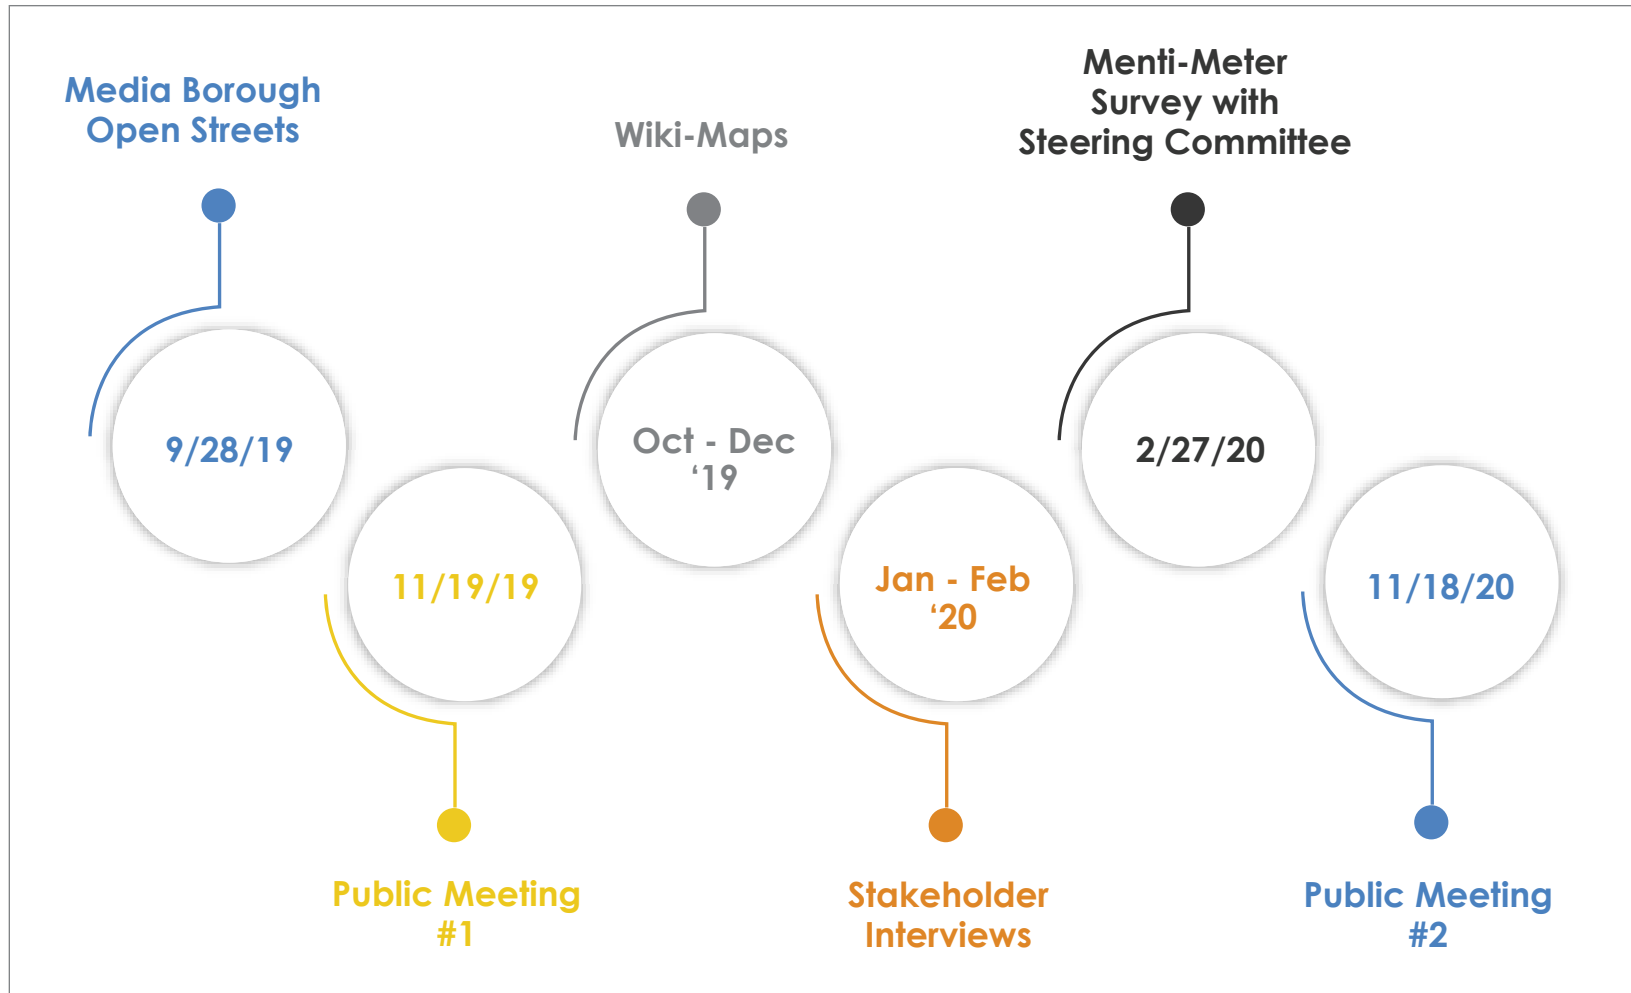 Media Borough
Open Streets
9/28/19
11/19/19
Public Meeting
#1
Wiki-Maps
Oct - Dec
‘19
Jan - Feb
‘20
Stakeholder
Interviews
Menti-Meter
Survey with
Steering Committee
2/27/20
11/18/20
Public Meeting
#2